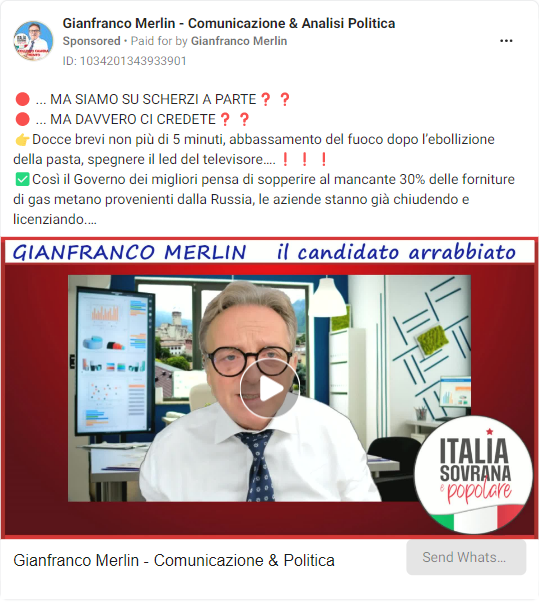 Gianfranco Merlin - Comunicazione & Analisi Politica
Sponsored • Paid for by Gianfranco Merlin
ID: 1034201343933901
🔴 ... MA SIAMO SU SCHERZI A PARTE❓❓
🔴 ... MA DAVVERO CI CREDETE❓❓
👉Docce brevi non più di 5 minuti, abbassamento del fuoco dopo l'ebollizione
della pasta, spegnere il led del televisore....❗❗❗
✅Così il Governo dei migliori pensa di sopperire al mancante 30% delle forniture
di gas metano provenienti dalla Russia, le aziende stanno già chiudendo e
licenziando....
GIANFRANCO MERLIN il candidato arrabbiato
ITALIA
SOVRANA
e popolare
Gianfranco Merlin - Comunicazione & Politica
Send Whats...